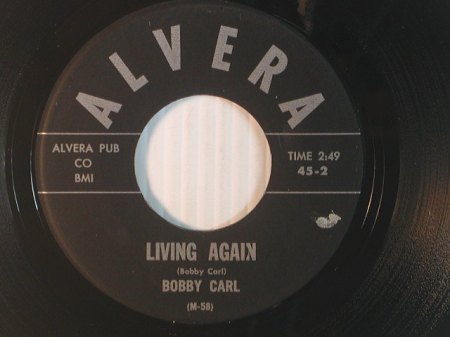 ALVERA
ALVERA PUB
CO
BMI
TIME 2:49
45-2
LIVING AGAIN
(Bobby Carl)
BOBBY CARL
(M-58)